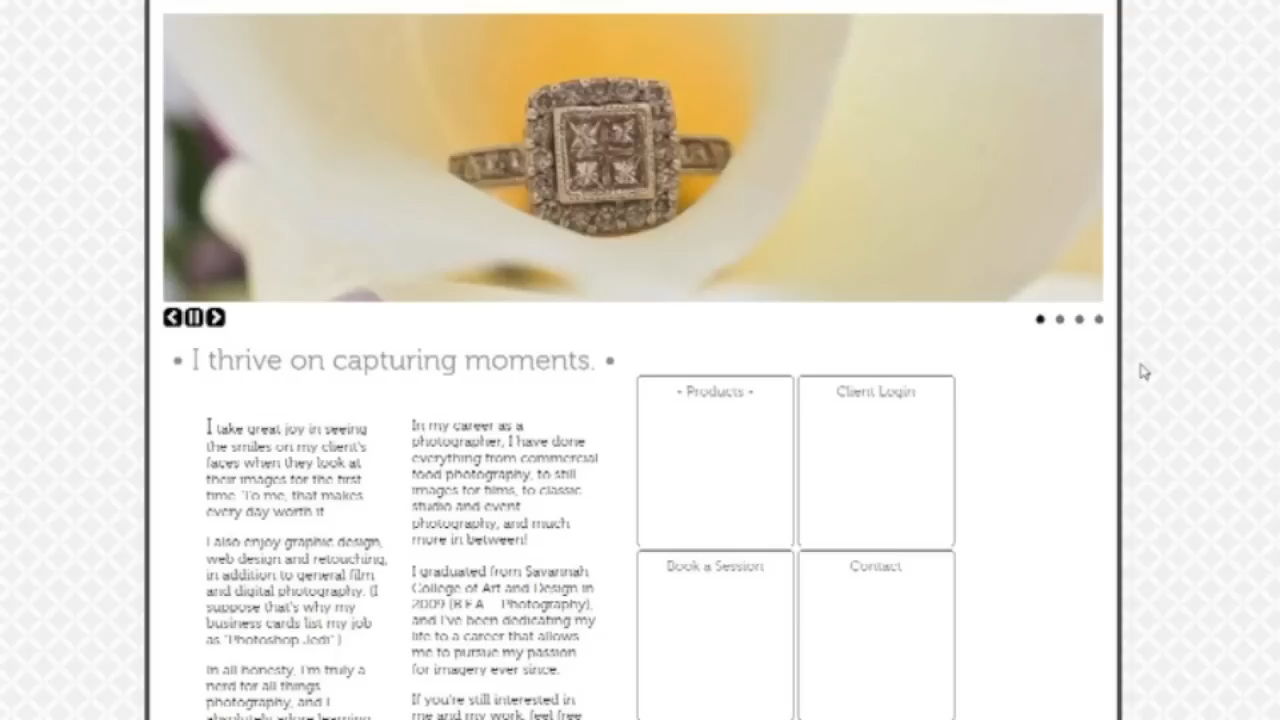 • I thrive on capturing moments. •
I take great joy in seeing
the smiles on my client's
faces when they look at
their images for the first
time. To me, that makes
every day worth it
I also enjoy graphic design,
web design and retouching,
in addition to general film
and digital photography. (I
suppose that's why my
business cards list my job
as "Photoshop Jedi".)
In all honesty, I'm truly a
nerd for all things
photography, and I
absolutely adore learning
In my career as a
photographer, I have done
everything from commercial
food photography, to still
images for films, to classic
studio and event
photography, and much
more in between!
I graduated from Savannah
College of Art and Design in
2009 (B.F.A. - Photography),
and I've been dedicating my
life to a career that allows
me to pursue my passion
for imagery ever since.
If you're still interested in
me and my work, feel free
- Products -
Client Login
Book a Session
Contact